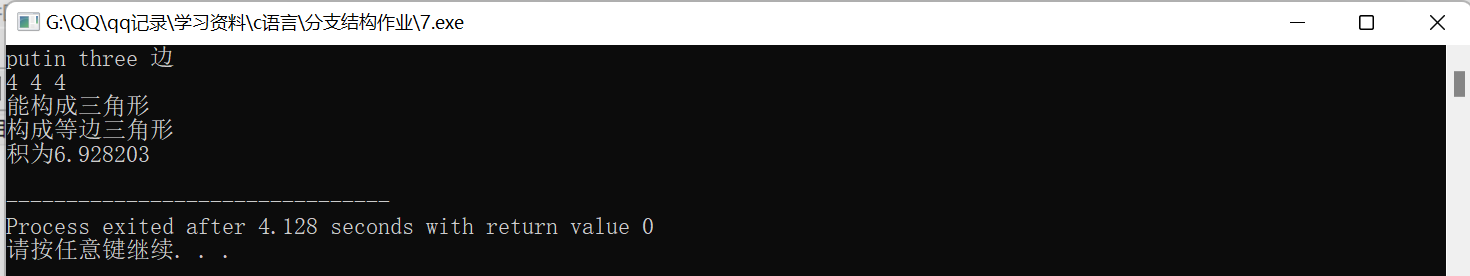 G:\QQ\qq记录\学习资料\c语言\分支结构作业\7.exe
putin three 边
4 4 4
能构成三角形
构成等边三角形
积为6.928203
--------------------------------
Process exited after 4.128 seconds with return value 0
请按任意键继续. . .